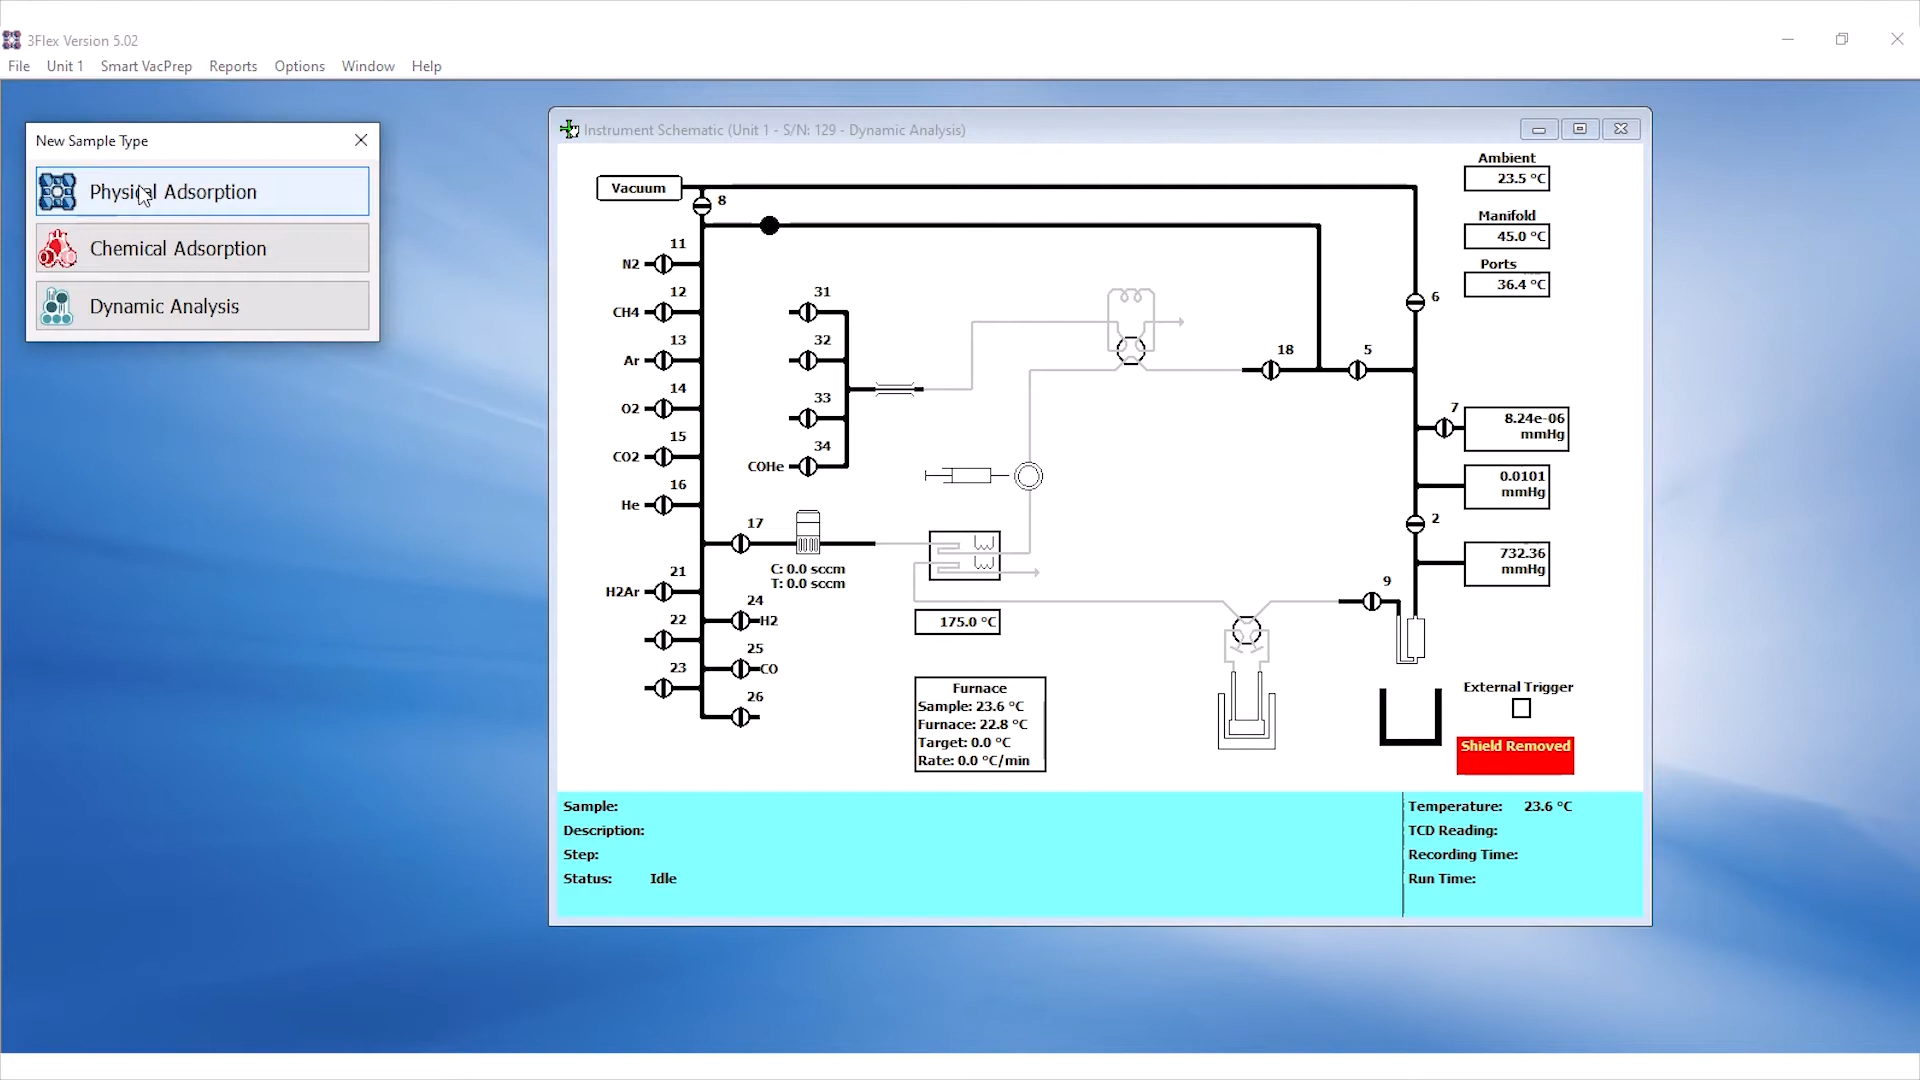 3Flex Version 5.02
File Unit 1 Smart VacPrep Reports Options Window Help
New Sample Type
Physical Adsorption
Chemical Adsorption
Dynamic Analysis
Instrument Schematic (Unit 1 - S/N: 129 - Dynamic Analysis)
Vacuum
8
11
N2
12
CH4
13
Ar
14
O2
15
CO2
16
He
17
C: 0.0 sccm
T: 0.0 sccm
21
H2Ar
22
23
24
H2
25
CO
26
31
32
33
34
COHe
175.0 °C
Furnace
Sample: 23.6 °C
Furnace: 22.8 °C
Target: 0.0 °C
Rate: 0.0 °C/min
18
5
6
7
2
9
Ambient
23.5 °C
Manifold
45.0 °C
Ports
36.4 °C
8.24e-06
mmHg
0.0101
mmHg
732.36
mmHg
External Trigger
Shield Removed
Sample:
Description:
Step:
Status: Idle
Temperature: 23.6 °C
TCD Reading:
Recording Time:
Run Time: